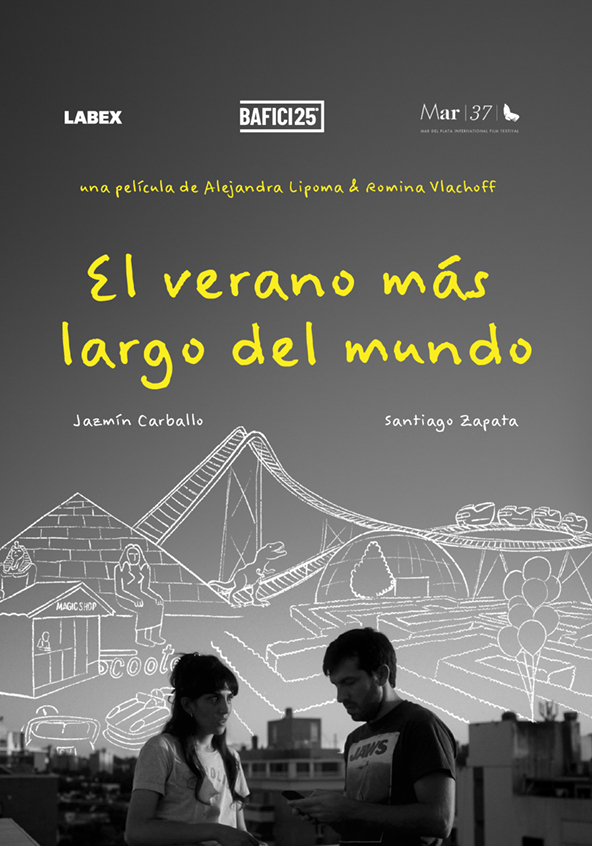 LABEX
BAFICI25°
Mar | 37 |
MAR DEL PLATA INTERNATIONAL FILM FESTIVAL
una película de Alejandra Lipoma & Romina Vlachoff
El verano más
largo del mundo
Jazmín Carballo
Santiago Zapata
MAGIC SHOP
scoote
JAWS